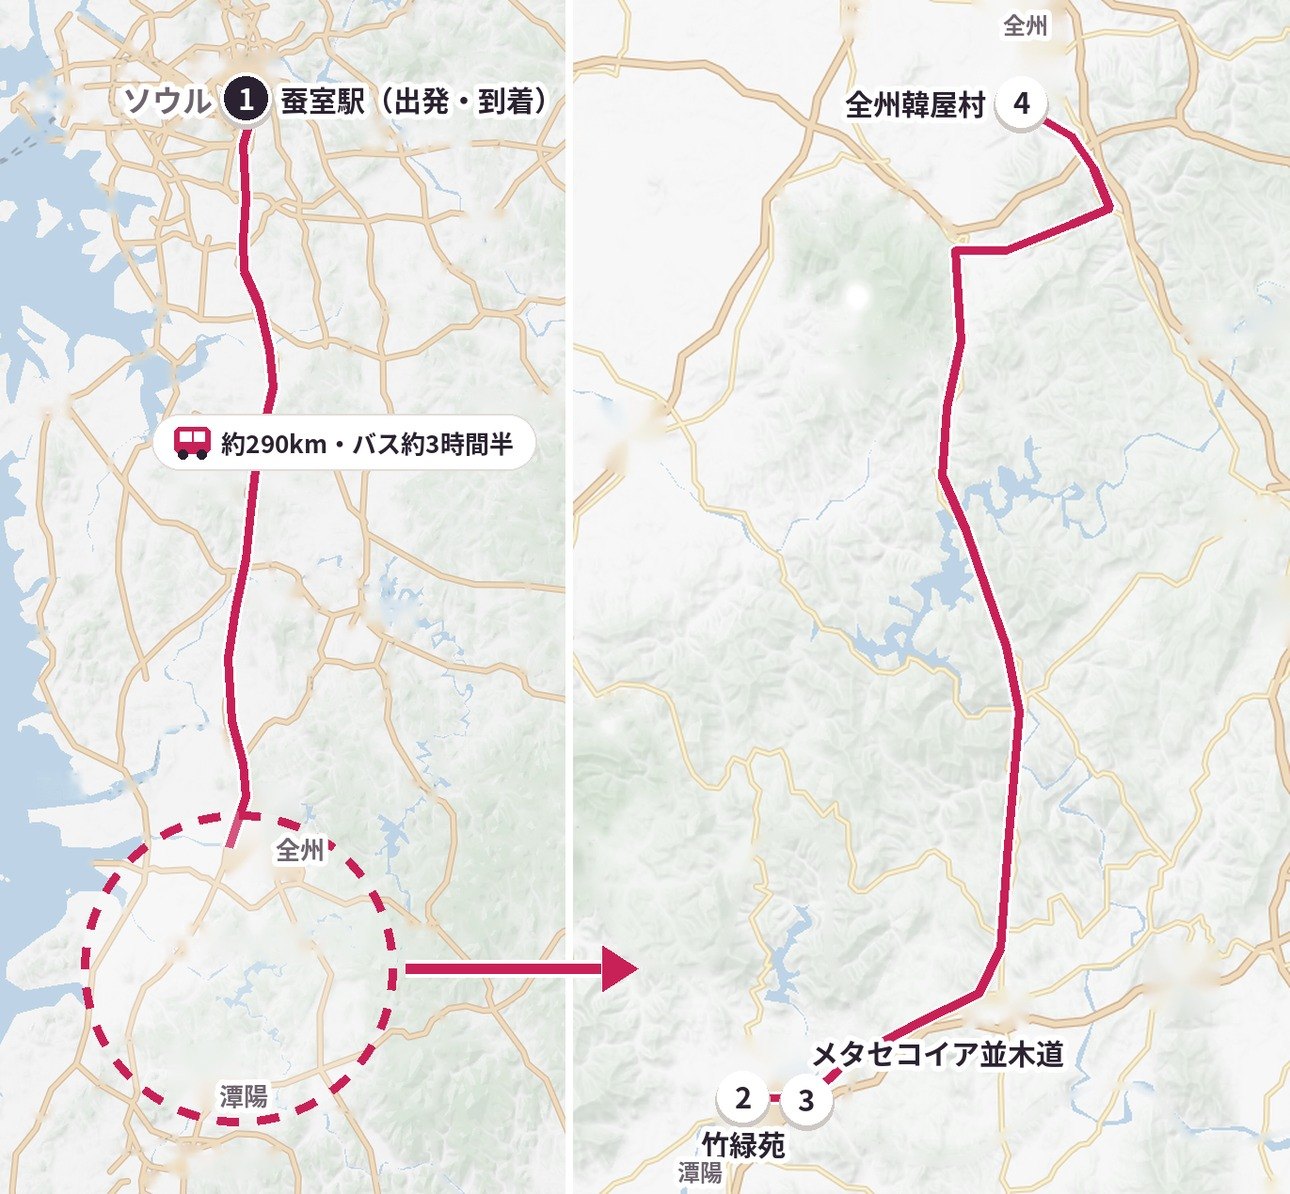 ソウル 1 蚕室駅（出発・到着）
約290km・バス約3時間半
全州
潭陽
全州
全州韓屋村 4
メタセコイア並木道
2 3
竹緑苑
潭陽